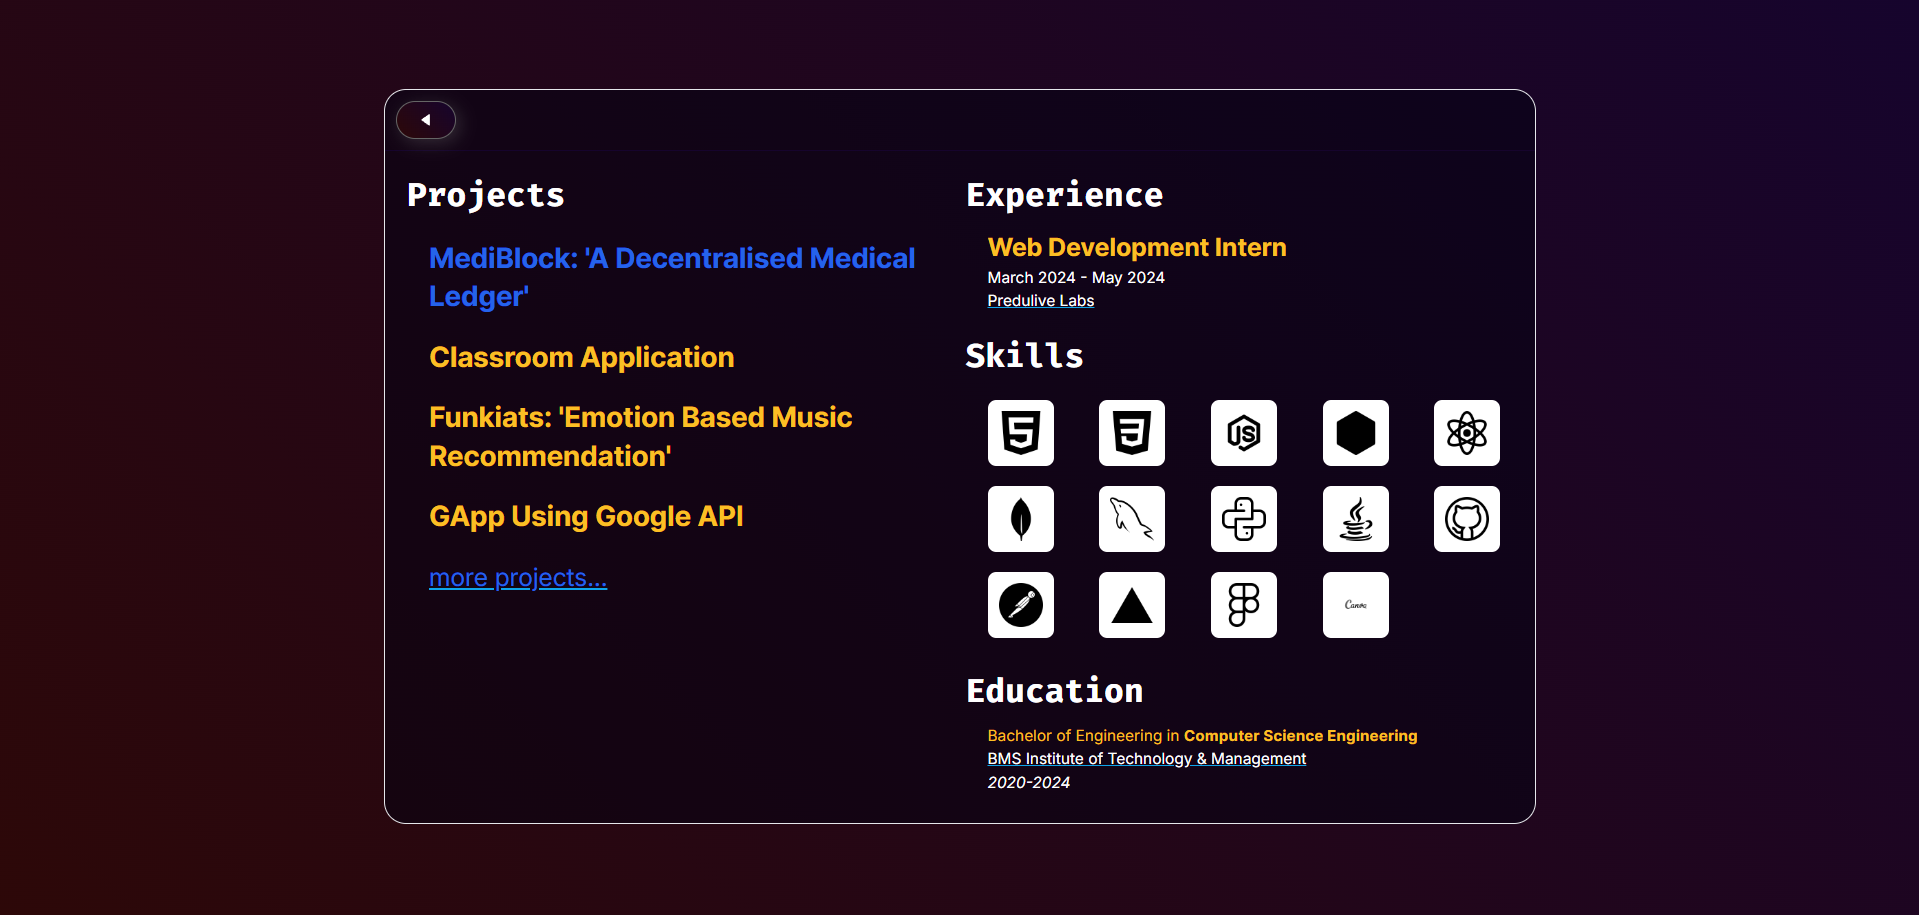 Projects
MediBlock: 'A Decentralised Medical
Ledger'
Classroom Application
Funkiats: 'Emotion Based Music
Recommendation'
GApp Using Google API
more projects...
Experience
Web Development Intern
March 2024 - May 2024
Predulive Labs
Skills
JS
Canva
Education
Bachelor of Engineering in Computer Science Engineering
BMS Institute of Technology & Management
2020-2024